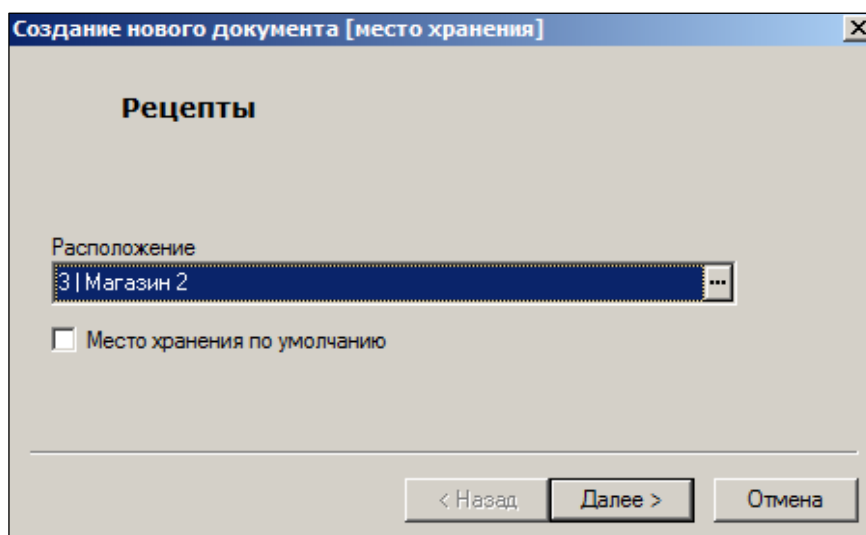 Создание нового документа [место хранения]
Рецепты
Расположение
3 | Магазин 2
...
Место хранения по умолчанию
< Назад
Далее >
Отмена